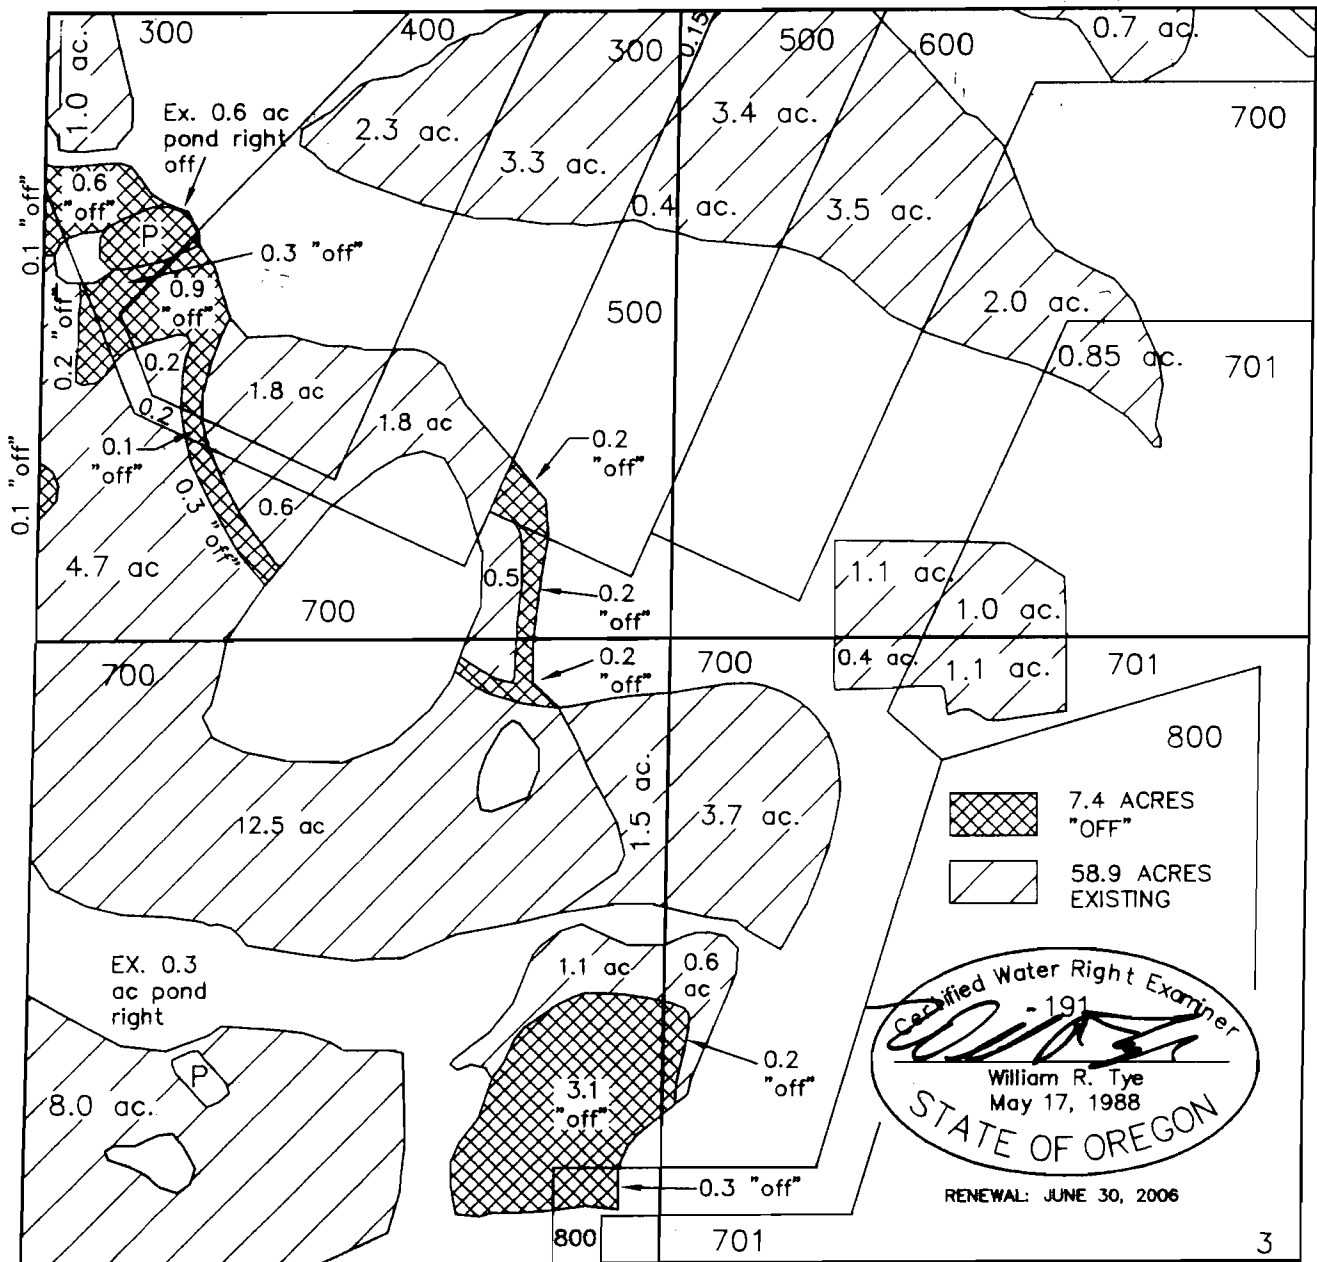 300
400
300
0.15
500
600
0.7 ac.
700
1.0 ac.
Ex. 0.6 ac
pond right
off
2.3 ac.
3.3 ac.
3.4 ac.
0.4 ac.
3.5 ac.
0.6
"off"
0.1 "off"
P
0.3 "off"
0.9
"off"
0.2 "off"
500
2.0 ac.
0.85 ac.
701
0.2
0.2
1.8 ac
1.8 ac
0.1
"off"
0.2
"off"
0.1 "off"
0.3 "off"
0.6
4.7 ac
0.5
0.2
"off"
700
1.1 ac.
1.0 ac.
700
0.2
"off"
700
0.4 ac.
1.1 ac.
701
800
12.5 ac
1.5 ac.
3.7 ac.
7.4 ACRES
"OFF"
58.9 ACRES
EXISTING
EX. 0.3
ac pond
right
1.1 ac
0.6
ac
Certified Water Right Examiner
191
William R. Tye
May 17, 1988
STATE OF OREGON
RENEWAL: JUNE 30, 2006
P
8.0 ac.
3.1
"off"
0.2
"off"
0.3 "off"
800
701
3